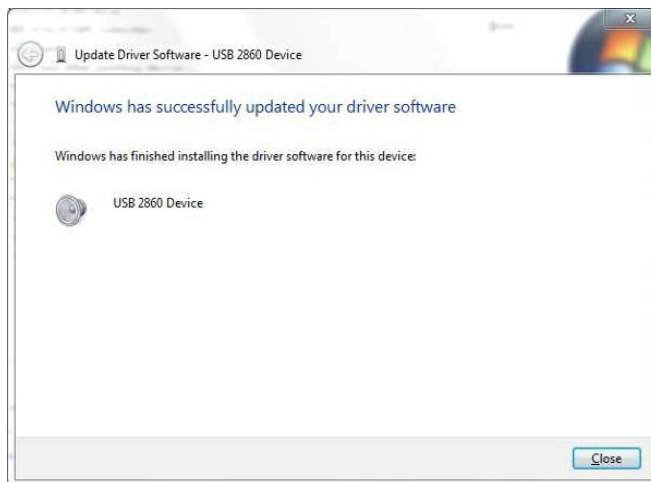 Update Driver Software - USB 2860 Device
Windows has successfully updated your driver software
Windows has finished installing the driver software for this device:
USB 2860 Device
Close